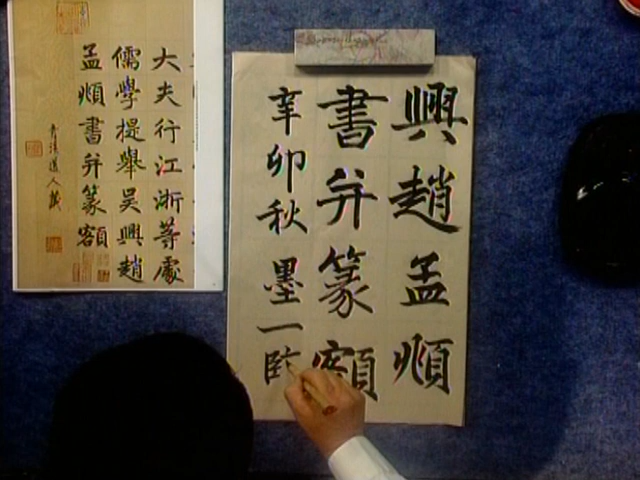 大夫行江浙等處
儒學提舉吳興趙
孟頫書并篆額
興趙孟頫
書并篆額
辛卯秋墨一臨